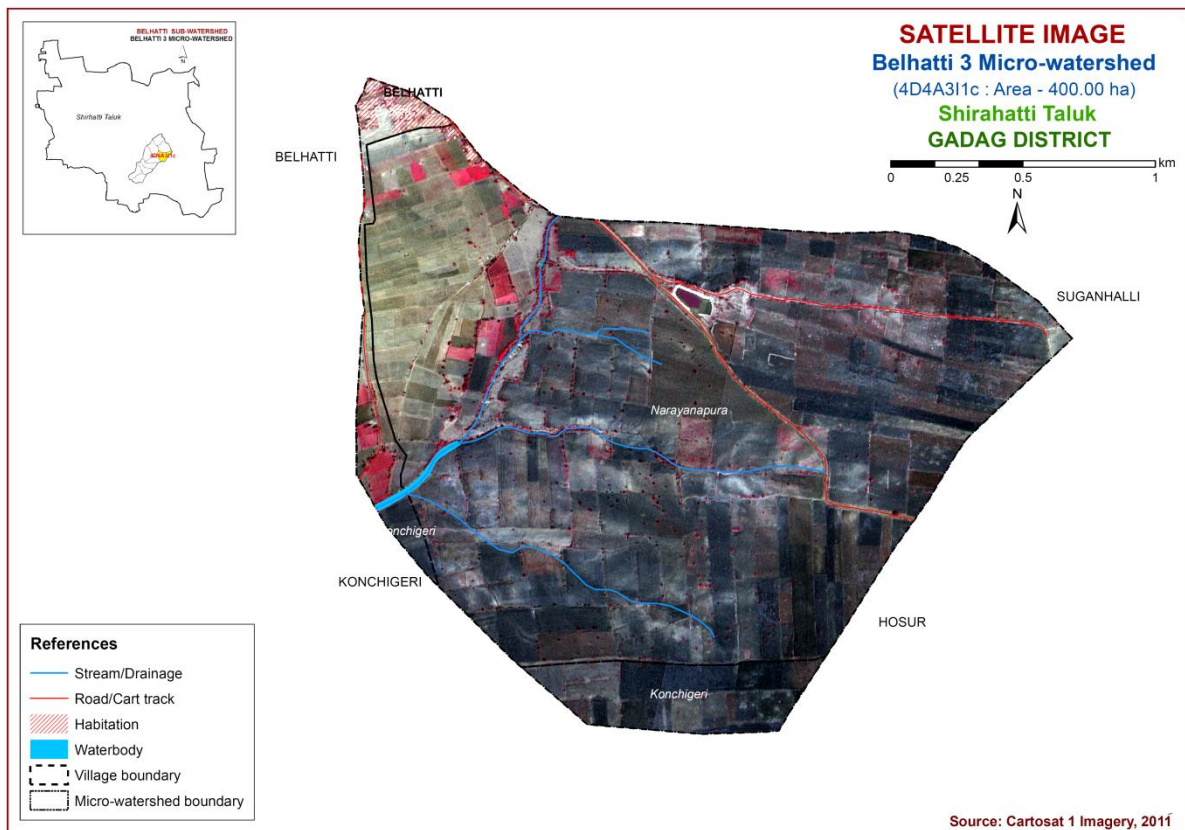 BELHATTI SUB-WATERSHED
BELHATTI 3 MICRO-WATERSHED
N
Shirhatti Taluk
SATELLITE IMAGE
Belhatti 3 Micro-watershed
(4D4A3I1c : Area - 400.00 ha)
Shirahatti Taluk
GADAG DISTRICT
km
0 0.25 0.5 1
N
BELHATTI
BELHATTI
SUGANHALLI
Narayanapura
onchigeri
KONCHIGERI
HOSUR
Konchigeri
References
Stream/Drainage
Road/Cart track
Habitation
Waterbody
Village boundary
Micro-watershed boundary
Source: Cartosat 1 Imagery, 2011